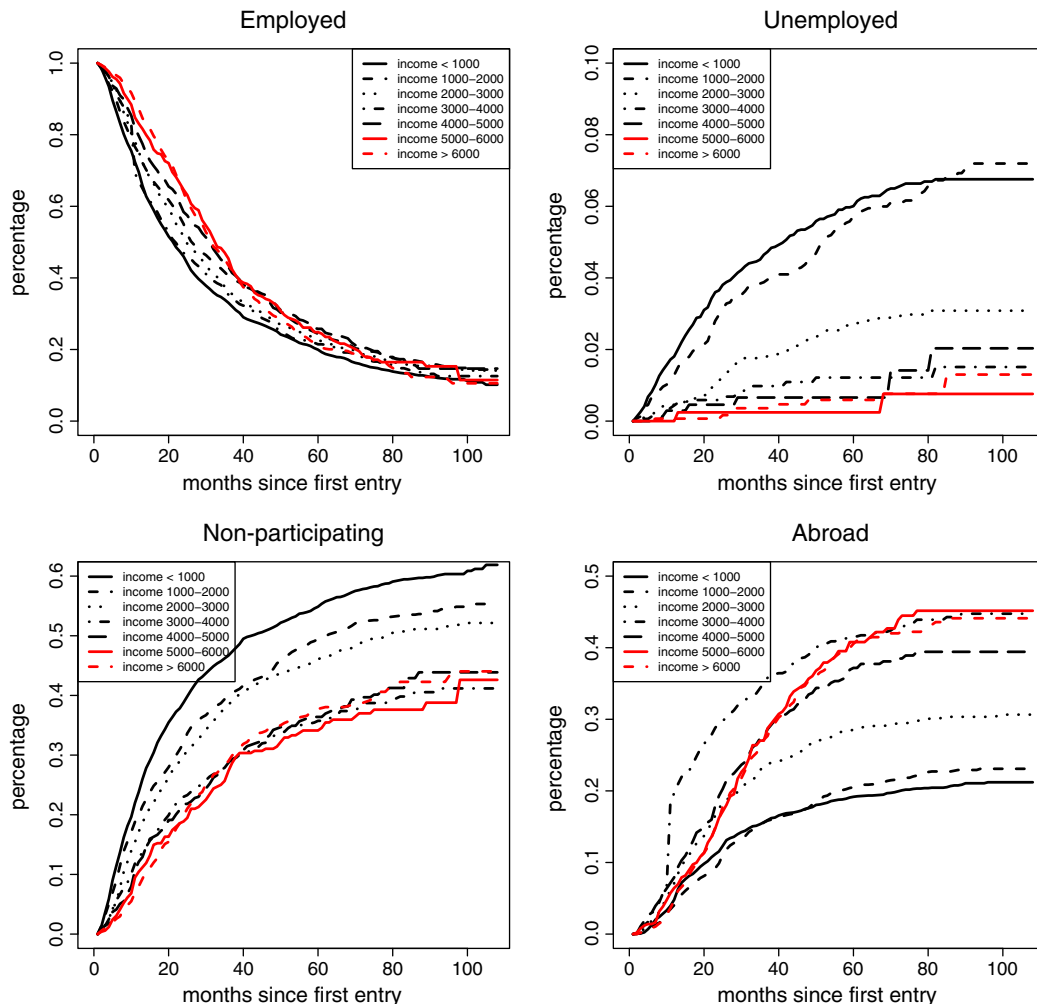 Employed
percentage
1.0
0.8
0.6
0.4
0.2
0.0
income < 1000
income 1000−2000
income 2000−3000
income 3000−4000
income 4000−5000
income 5000−6000
income > 6000
0 20 40 60 80 100
months since first entry
Unemployed
percentage
0.10
0.08
0.06
0.04
0.02
0.00
income < 1000
income 1000−2000
income 2000−3000
income 3000−4000
income 4000−5000
income 5000−6000
income > 6000
0 20 40 60 80 100
months since first entry
Non-participating
percentage
0.6
0.5
0.4
0.3
0.2
0.1
0.0
income < 1000
income 1000−2000
income 2000−3000
income 3000−4000
income 4000−5000
income 5000−6000
income > 6000
0 20 40 60 80 100
months since first entry
Abroad
percentage
0.5
0.4
0.3
0.2
0.1
0.0
income < 1000
income 1000−2000
income 2000−3000
income 3000−4000
income 4000−5000
income 5000−6000
income > 6000
0 20 40 60 80 100
months since first entry